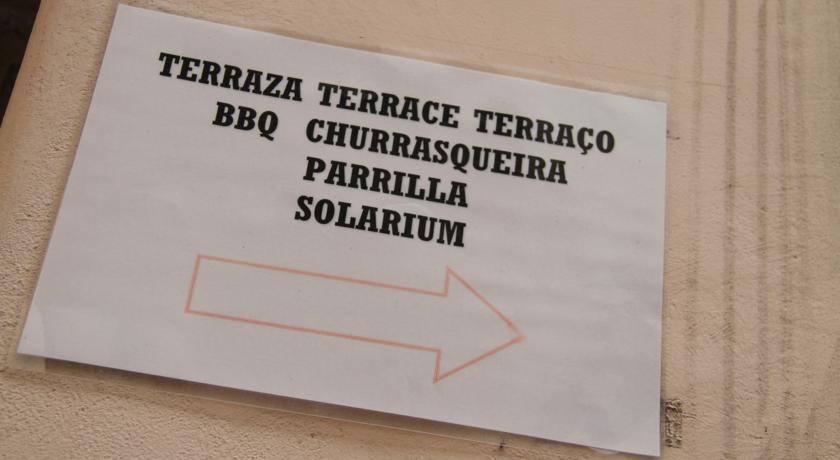 TERRAZA TERRACE TERRAÇO
BBQ CHURRASQUEIRA
PARRILLA
SOLARIUM